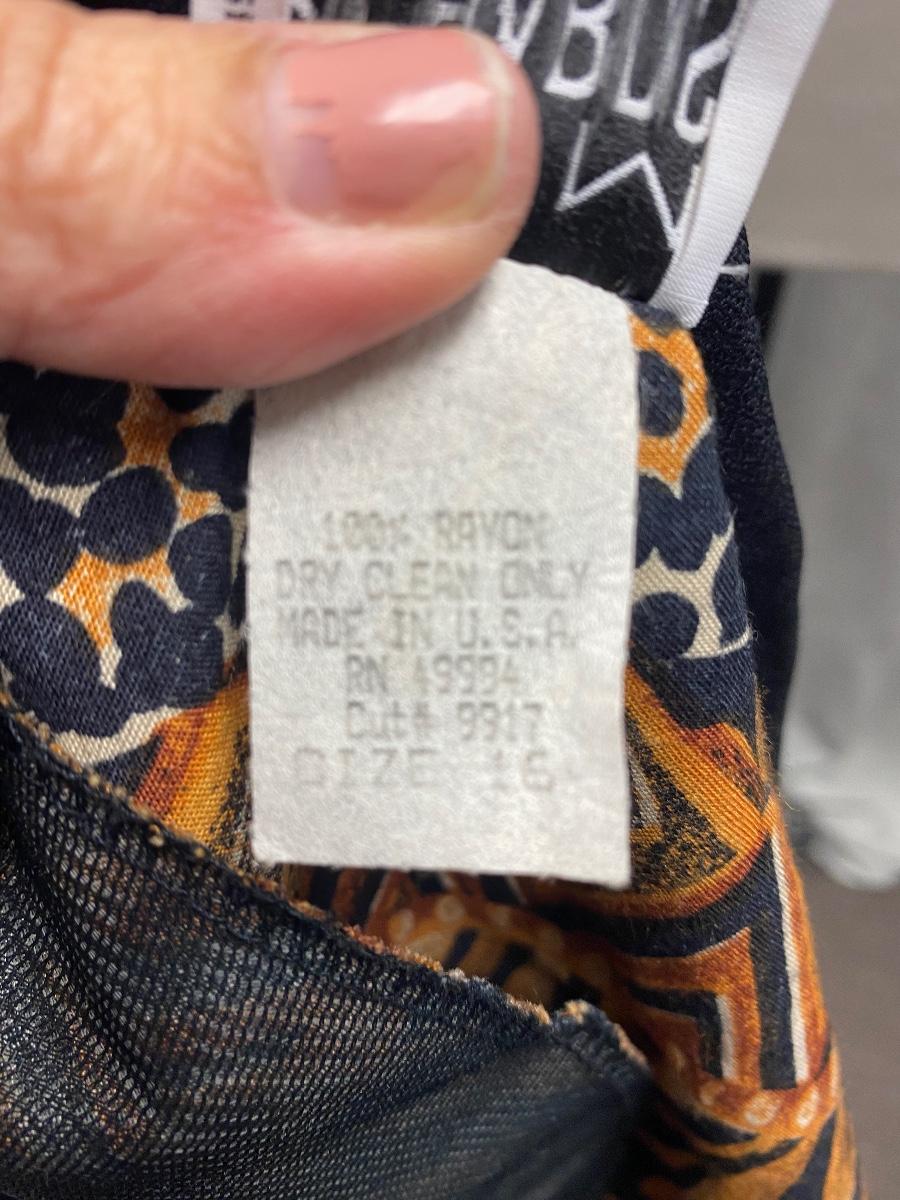 100% RAYON
DRY CLEAN ONLY
MADE IN U.S.A.
RN 49994
Cut# 9917
SIZE 16